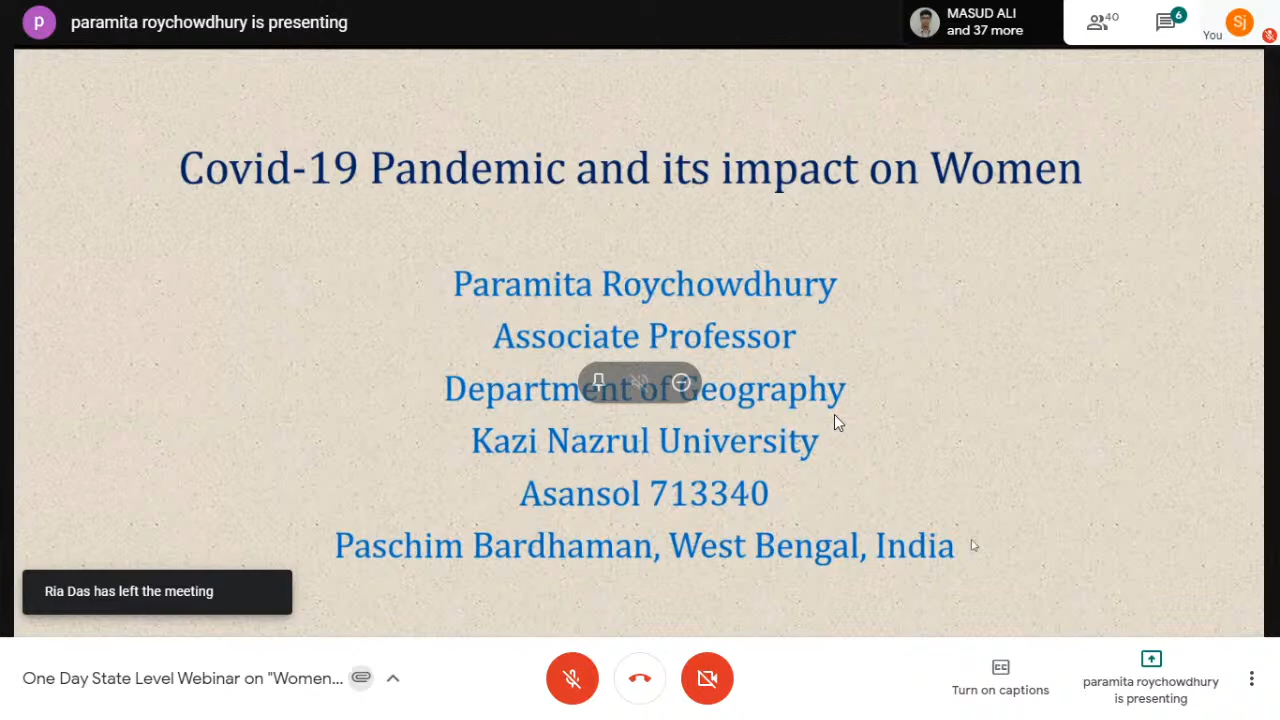 p
paramita roychowdhury is presenting
MASUD ALI
and 37 more
40
6
You
Sj
Covid-19 Pandemic and its impact on Women
Paramita Roychowdhury
Associate Professor
Department of Geography
Kazi Nazrul University
Asansol 713340
Paschim Bardhaman, West Bengal, India
Ria Das has left the meeting
One Day State Level Webinar on "Women...
CC
Turn on captions
paramita roychowdhury
is presenting